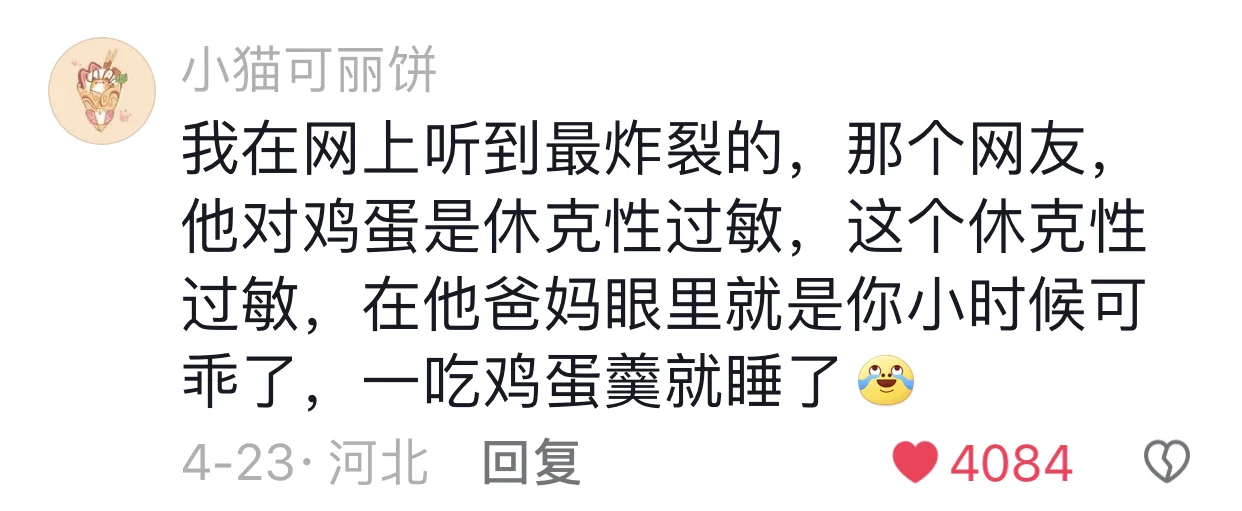 小猫可丽饼
我在网上听到最炸裂的，那个网友，
他对鸡蛋是休克性过敏，这个休克性
过敏，在他爸妈眼里就是你小时候可
乖了，一吃鸡蛋羹就睡了
4-23·河北 回复 4084